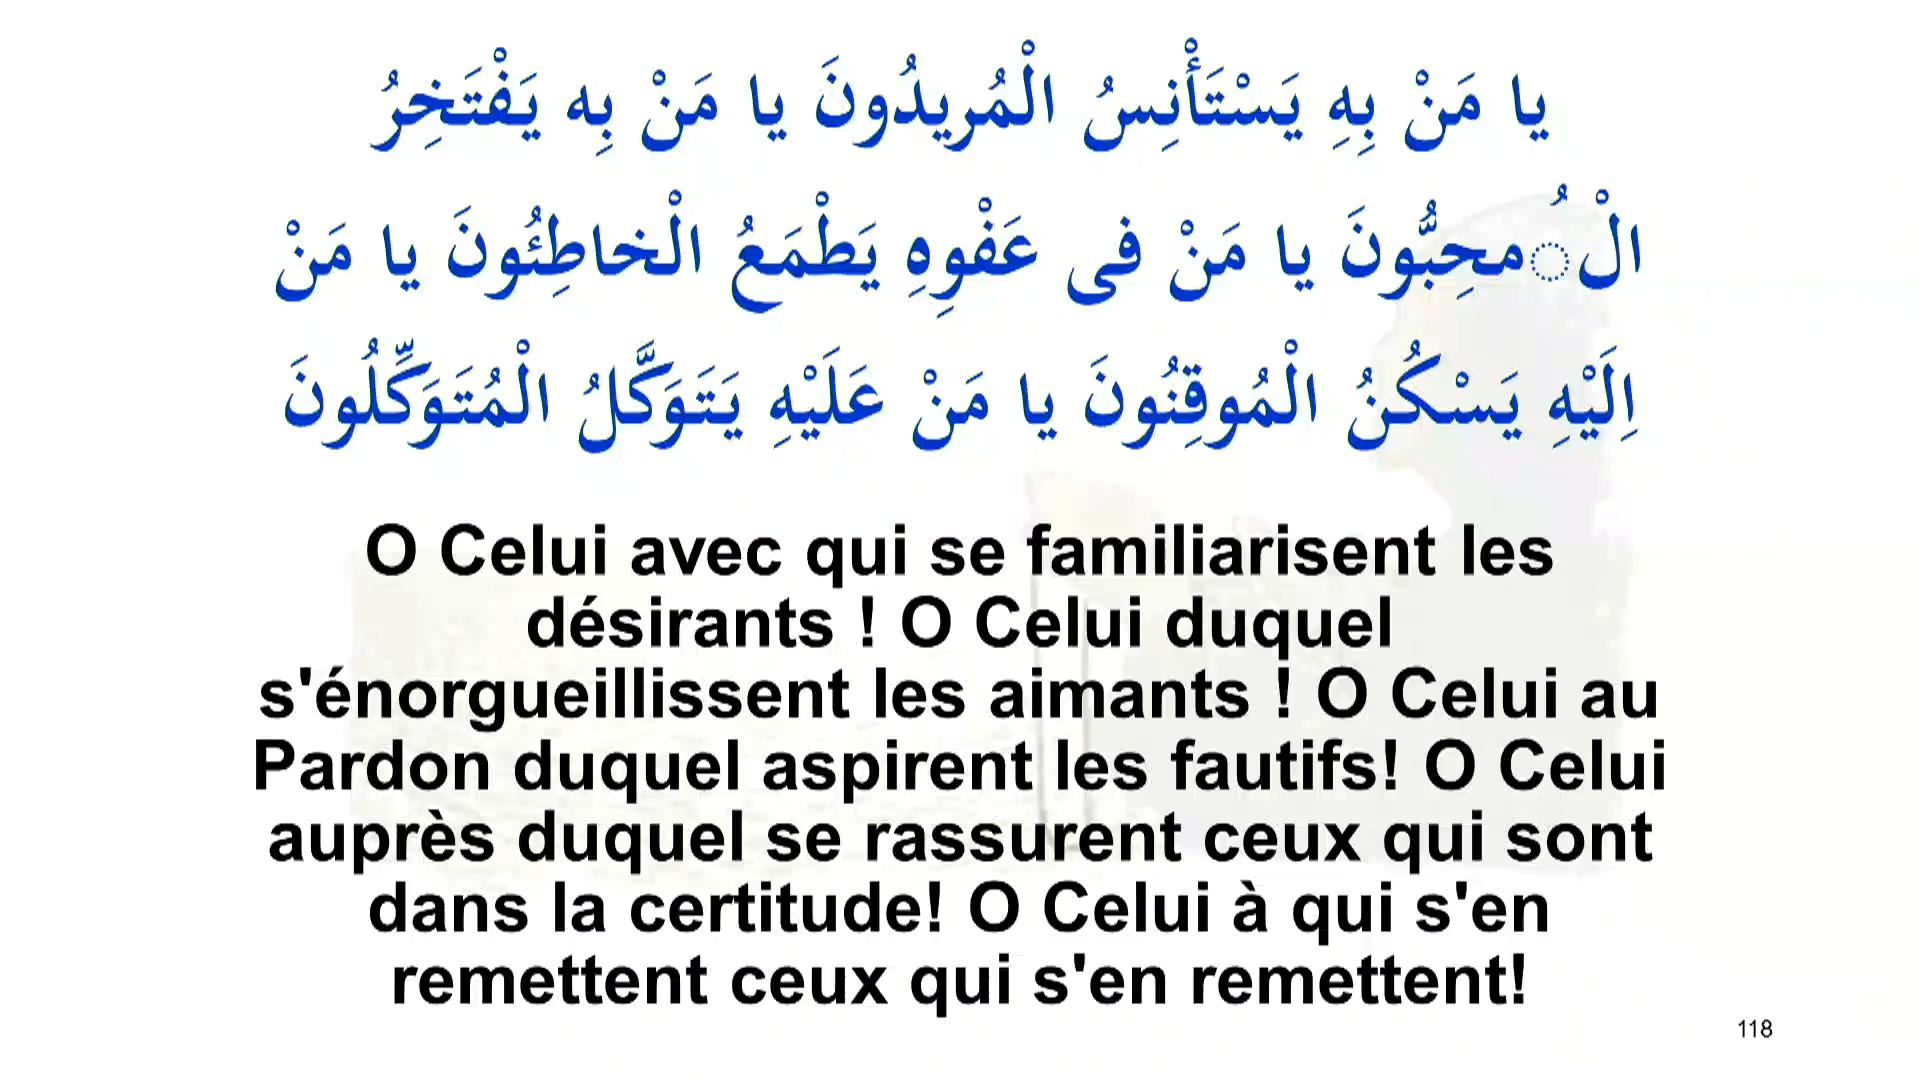 يا مَنْ بِهِ يَسْتَأْنِسُ الْمُريدُونَ يا مَنْ بِه يَفْتَخِرُ
الْ◌ُمحِبُّونَ يا مَنْ فى عَفْوِهِ يَطْمَعُ الْخاطِئُونَ يا مَنْ
اِلَيْهِ يَسْكُنُ الْمُوقِنُونَ يا مَنْ عَلَيْهِ يَتَوَكَّلُ الْمُتَوَكِّلُونَ
O Celui avec qui se familiarisent les
désirants ! O Celui duquel
s'énorgueillissent les aimants ! O Celui au
Pardon duquel aspirent les fautifs! O Celui
auprès duquel se rassurent ceux qui sont
dans la certitude! O Celui à qui s'en
remettent ceux qui s'en remettent!
118